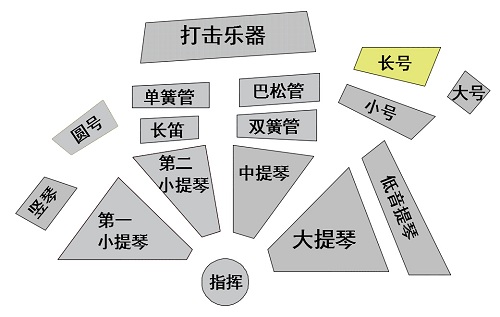 打击乐器
长号
单簧管
巴松管
大号
小号
圆号
长笛
双簧管
第二
小提琴
中提琴
竖琴
第一
小提琴
大提琴
低音提琴
指挥